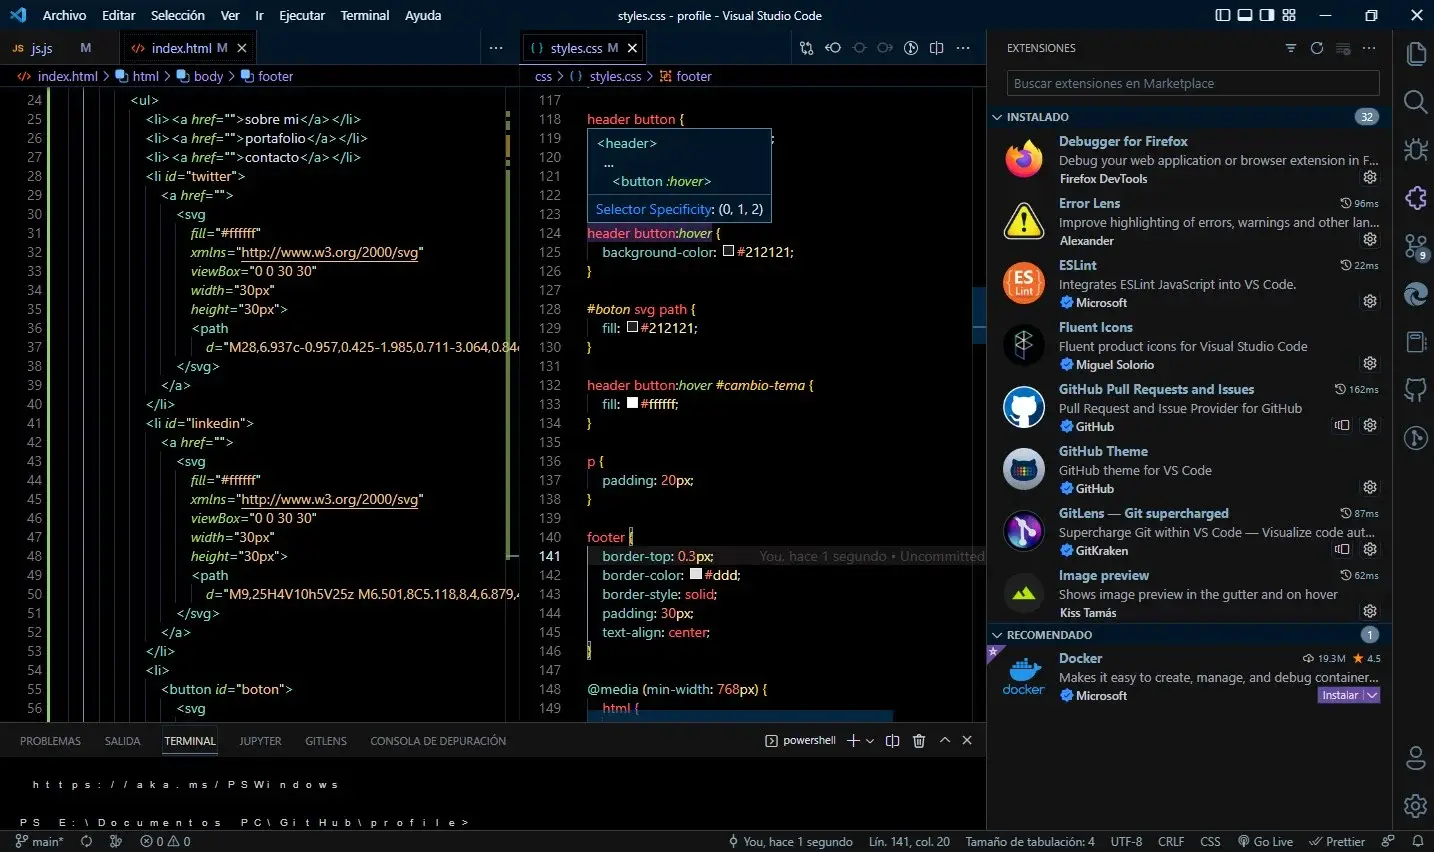 Archivo Editar Selección Ver Ir Ejecutar Terminal Ayuda
styles.css - profile - Visual Studio Code
JS js.js M
index.html M
styles.css M
index.html > html > body > footer
css > styles.css > footer
24 <ul>
25 <li><a href="">sobre mi</a></li>
26 <li><a href="">portafolio</a></li>
27 <li><a href="">contacto</a></li>
28 <li id="twitter">
29 <a href="">
30 <svg
31 fill="#ffffff"
32 xmlns="http://www.w3.org/2000/svg"
33 viewBox="0 0 30 30"
34 width="30px"
35 height="30px">
36 <path
37 d="M28,6.937c-0.957,0.425-1.985,0.711-3.064,0.84
38 </svg>
39 </a>
40 </li>
41 <li id="linkedin">
42 <a href="">
43 <svg
44 fill="#ffffff"
45 xmlns="http://www.w3.org/2000/svg"
46 viewBox="0 0 30 30"
47 width="30px"
48 height="30px">
49 <path
50 d="M9,25H4V10h5V25z M6.501,8C5.118,8,4,6.879,4
51 </svg>
52 </a>
53 </li>
54 <li>
55 <button id="boton">
56 <svg
117
118 header button {
119 ;
120
121
122
123
<header>
...
<button :hover>
Selector Specificity: (0, 1, 2)
124 header button:hover {
125 background-color: #212121;
126 }
127
128 #boton svg path {
129 fill: #212121;
130 }
131
132 header button:hover #cambio-tema {
133 fill: #ffffff;
134 }
135
136 p {
137 padding: 20px;
138 }
139
140 footer {
141 border-top: 0.3px; You, hace 1 segundo • Uncommitted
142 border-color: #ddd;
143 border-style: solid;
144 padding: 30px;
145 text-align: center;
146 }
147
148 @media (min-width: 768px) {
149 html {
EXTENSIONES
Buscar extensiones en Marketplace
INSTALADO 32
Debugger for Firefox
Debug your web application or browser extension in F...
Firefox DevTools
Error Lens 96ms
Improve highlighting of errors, warnings and other lan...
Alexander
ES Lint
ESLint 22ms
Integrates ESLint JavaScript into VS Code.
Microsoft
Fluent Icons
Fluent product icons for Visual Studio Code
Miguel Solorio
GitHub Pull Requests and Issues 162ms
Pull Request and Issue Provider for GitHub
GitHub
GitHub Theme
GitHub theme for VS Code
GitHub
GitLens — Git supercharged 87ms
Supercharge Git within VS Code — Visualize code aut...
GitKraken
Image preview 62ms
Shows image preview in the gutter and on hover
Kiss Tamás
RECOMENDADO 1
docker
Docker 19.3M 4.5
Makes it easy to create, manage, and debug container...
Microsoft Instalar
9
PROBLEMAS SALIDA TERMINAL JUPYTER GITLENS CONSOLA DE DEPURACIÓN
powershell
https://aka.ms/PSWindows
PS E:\Documentos PC\GitHub\profile>
main* 0 0
You, hace 1 segundo Lín. 141, col. 20 Tamaño de tabulación: 4 UTF-8 CRLF CSS Go Live Prettier